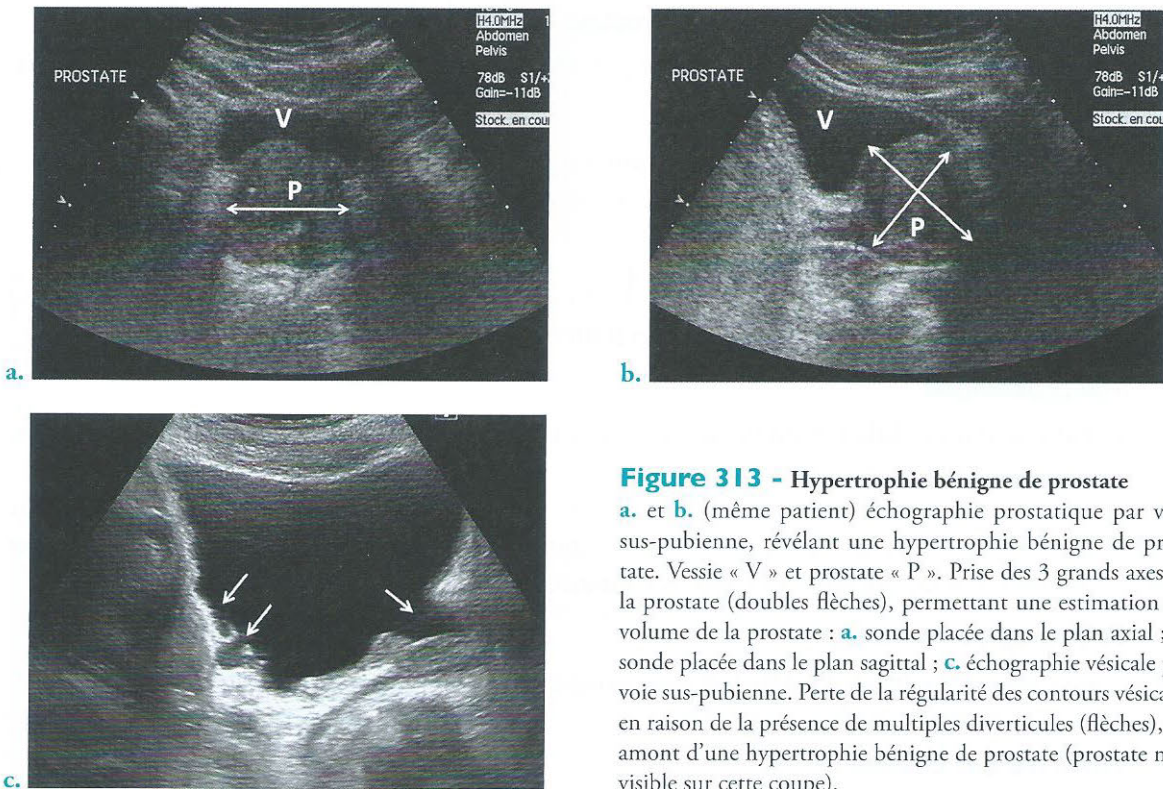 H4.0MHz
Abdomen
Pelvis
PROSTATE
78dB S1/+
Gain=-11dB
V
Stock. en cou
P
a.
H4.0MHz
Abdomen
Pelvis
PROSTATE
78dB S1/+
Gain=-11dB
V
Stock. en cou
P
b.
c.
Figure 313 - Hypertrophie bénigne de prostate
a. et b. (même patient) échographie prostatique par v
sus-pubienne, révélant une hypertrophie bénigne de pr
tate. Vessie « V » et prostate « P ». Prise des 3 grands axes
la prostate (doubles flèches), permettant une estimation
volume de la prostate : a. sonde placée dans le plan axial ;
sonde placée dans le plan sagittal ; c. échographie vésicale
voie sus-pubienne. Perte de la régularité des contours vésica
en raison de la présence de multiples diverticules (flèches),
amont d'une hypertrophie bénigne de prostate (prostate n
visible sur cette coupe).